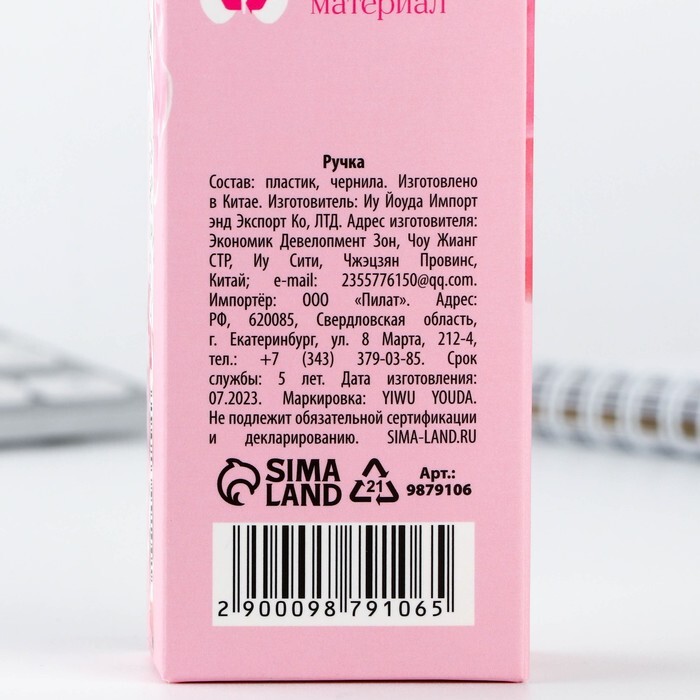 материал
Ручка
Состав: пластик, чернила. Изготовлено
в Китае. Изготовитель: Иу Йоуда Импорт
энд Экспорт Ко, ЛТД. Адрес изготовителя:
Экономик Девелопмент Зон, Чоу Жианг
СТР, Иу Сити, Чжэцзян Провинс,
Китай; e-mail: 2355776150@qq.com.
Импортёр: ООО «Пилат». Адрес:
РФ, 620085, Свердловская область,
г. Екатеринбург, ул. 8 Марта, 212-4,
тел.: +7 (343) 379-03-85. Срок
службы: 5 лет. Дата изготовления:
07.2023. Маркировка: YIWU YOUDA.
Не подлежит обязательной сертификации
и декларированию. SIMA-LAND.RU
SIMA
LAND
21
Арт.:
9879106
2 900098 791065